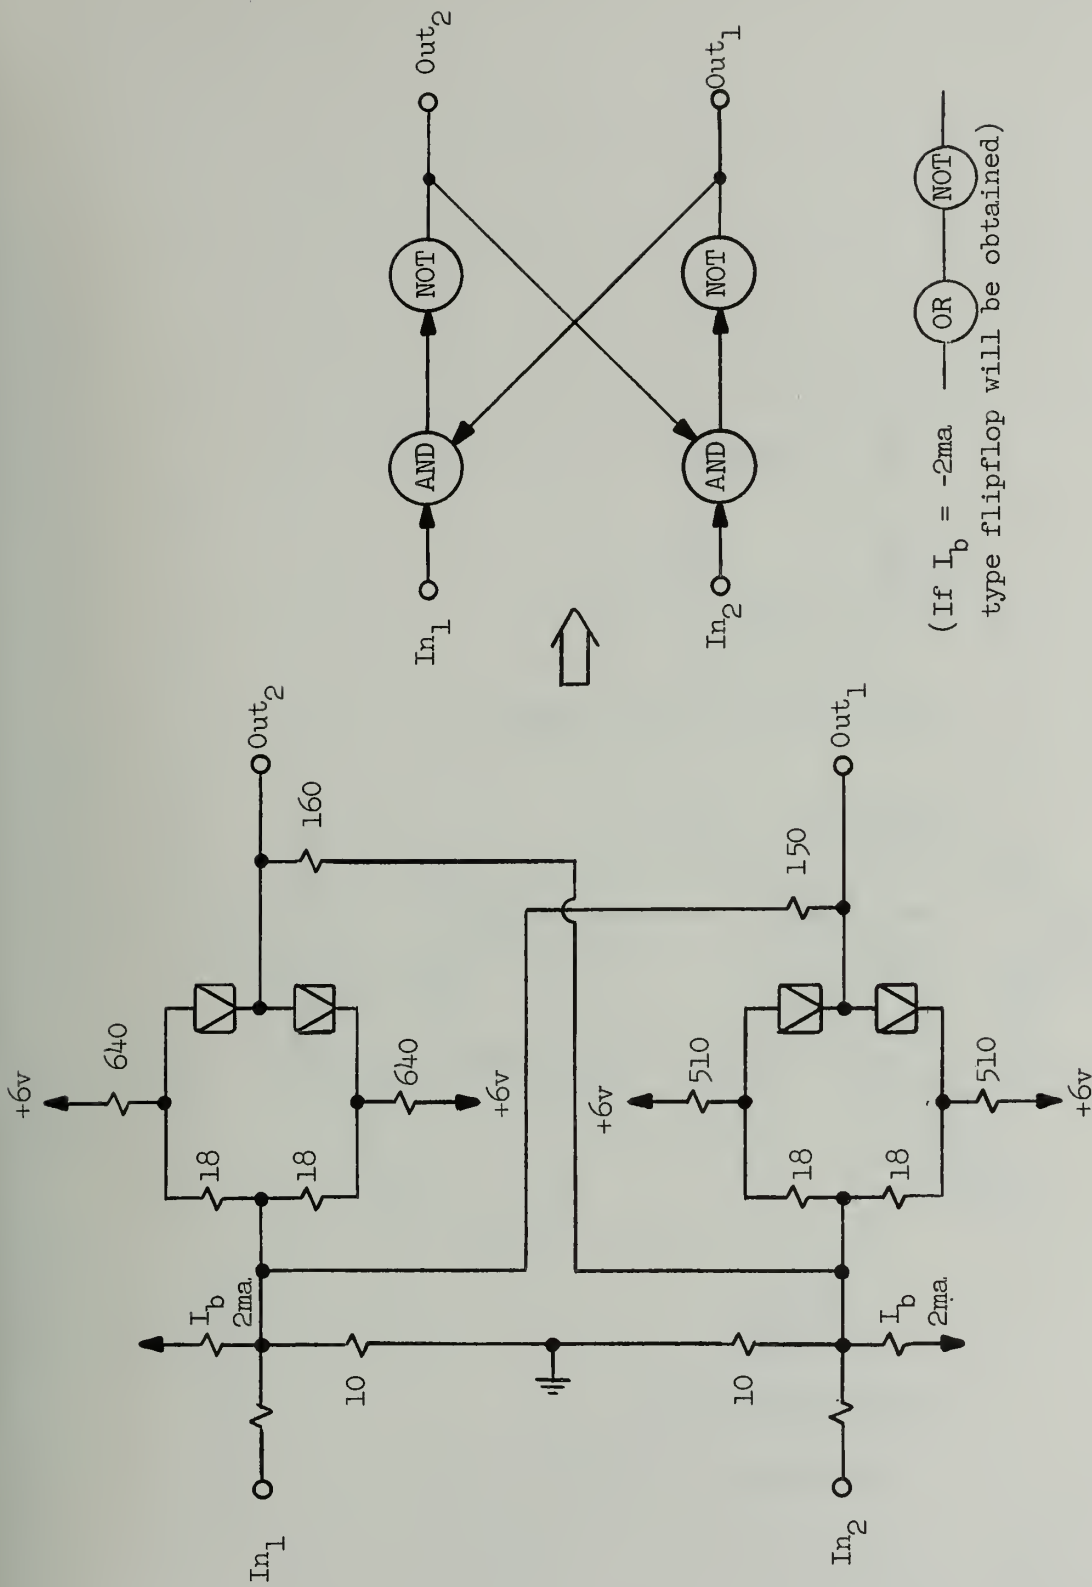 In1
In2
Ib
2ma
10
10
Ib
2ma
+6v
640
18
18
640
+6v
+6v
510
18
18
510
+6v
160
150
Out2
Out1
In1
In2
AND
NOT
AND
NOT
Out2
Out1
(If Ib = -2ma — OR NOT
type flipflop will be obtained)